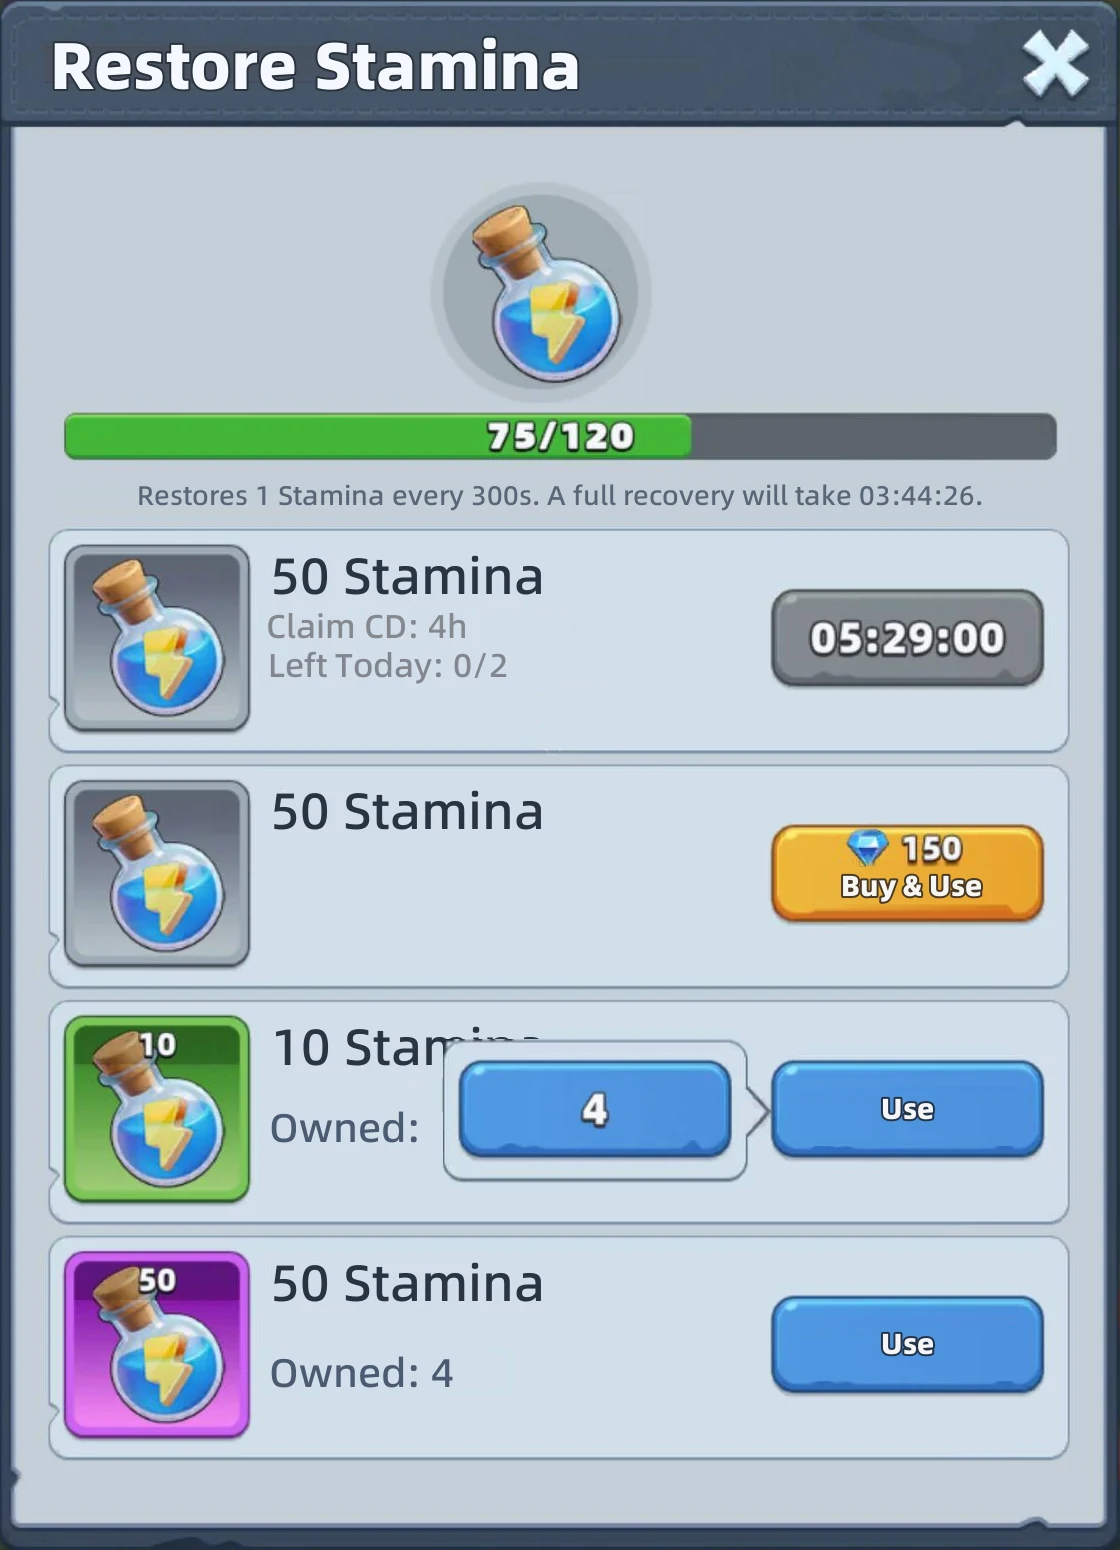 Restore Stamina
75/120
Restores 1 Stamina every 300s. A full recovery will take 03:44:26.
50 Stamina
Claim CD: 4h
Left Today: 0/2
05:29:00
50 Stamina
150
Buy & Use
10
10 Stamina
Owned:
4
Use
50
50 Stamina
Owned: 4
Use